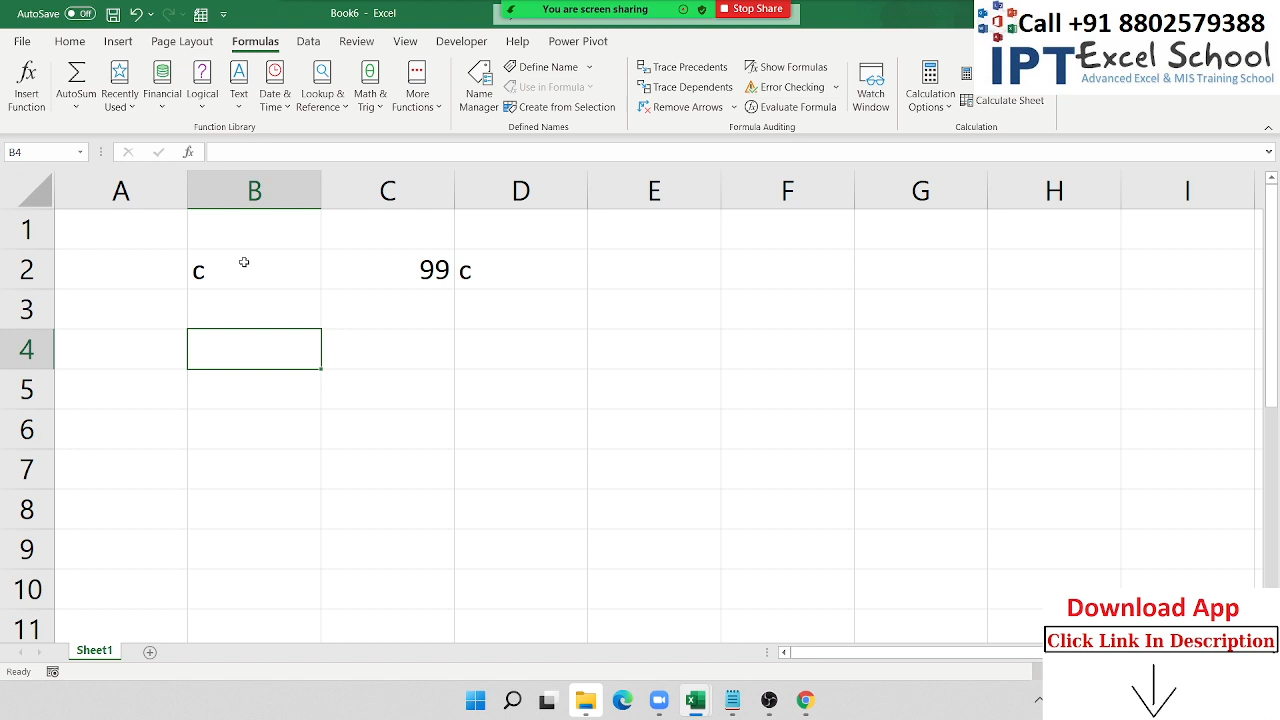 AutoSave Off
Book6 - Excel
You are screen sharing
Stop Share
Call +91 8802579388
IPT Excel School
Advanced Excel & MIS Training School
File Home Insert Page Layout Formulas Data Review View Developer Help Power Pivot
Insert Function
AutoSum
Recently Used
Financial
Logical
Text
Date & Time
Lookup & Reference
Math & Trig
More Functions
Function Library
Name Manager
Define Name
Use in Formula
Create from Selection
Defined Names
Trace Precedents
Trace Dependents
Remove Arrows
Show Formulas
Error Checking
Evaluate Formula
Formula Auditing
Watch Window
Calculation Options
Calculate Sheet
Calculation
B4
fx
A B C D E F G H I
1
2 c 99 c
3
4
5
6
7
8
9
10
11
Sheet1
Ready
Download App
Click Link In Description